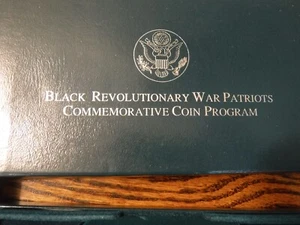 BLACK REVOLUTIONARY WAR PATRIOTS
COMMEMORATIVE COIN PROGRAM